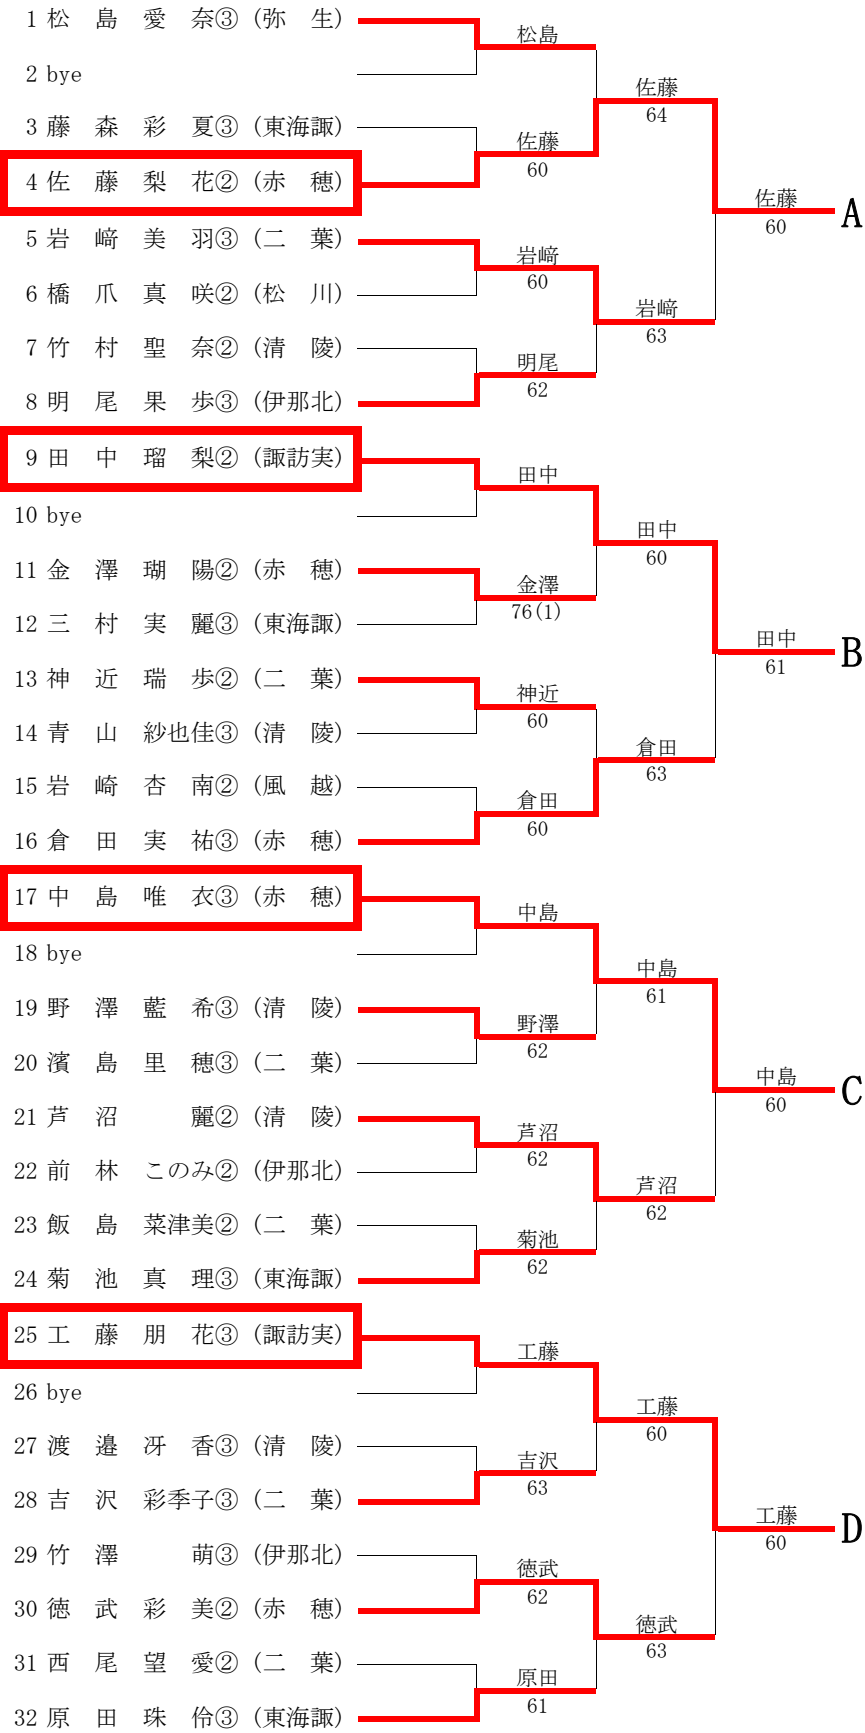 1 松 島 愛 奈③ (弥 生)
松島
2 bye
佐藤
64
3 藤 森 彩 夏③ (東海諏)
佐藤
60
4 佐 藤 梨 花② (赤 穂)
佐藤
60
A
5 岩 﨑 美 羽③ (二 葉)
岩﨑
60
6 橋 爪 真 咲② (松 川)
岩﨑
63
7 竹 村 聖 奈② (清 陵)
明尾
62
8 明 尾 果 歩③ (伊那北)
9 田 中 瑠 梨② (諏訪実)
田中
10 bye
田中
60
11 金 澤 瑚 陽② (赤 穂)
金澤
76(1)
12 三 村 実 麗③ (東海諏)
田中
61
B
13 神 近 瑞 歩② (二 葉)
神近
60
14 青 山 紗也佳③ (清 陵)
倉田
63
15 岩 崎 杏 南② (風 越)
倉田
60
16 倉 田 実 祐③ (赤 穂)
17 中 島 唯 衣③ (赤 穂)
中島
18 bye
中島
61
19 野 澤 藍 希③ (清 陵)
野澤
62
20 濱 島 里 穂③ (二 葉)
中島
60
C
21 芦 沼 麗② (清 陵)
芦沼
62
22 前 林 このみ② (伊那北)
芦沼
62
23 飯 島 菜津美② (二 葉)
菊池
62
24 菊 池 真 理③ (東海諏)
25 工 藤 朋 花③ (諏訪実)
工藤
26 bye
工藤
60
27 渡 邉 冴 香③ (清 陵)
吉沢
63
28 吉 沢 彩季子③ (二 葉)
工藤
60
D
29 竹 澤 萌③ (伊那北)
徳武
62
30 徳 武 彩 美② (赤 穂)
徳武
63
31 西 尾 望 愛② (二 葉)
原田
61
32 原 田 珠 伶③ (東海諏)